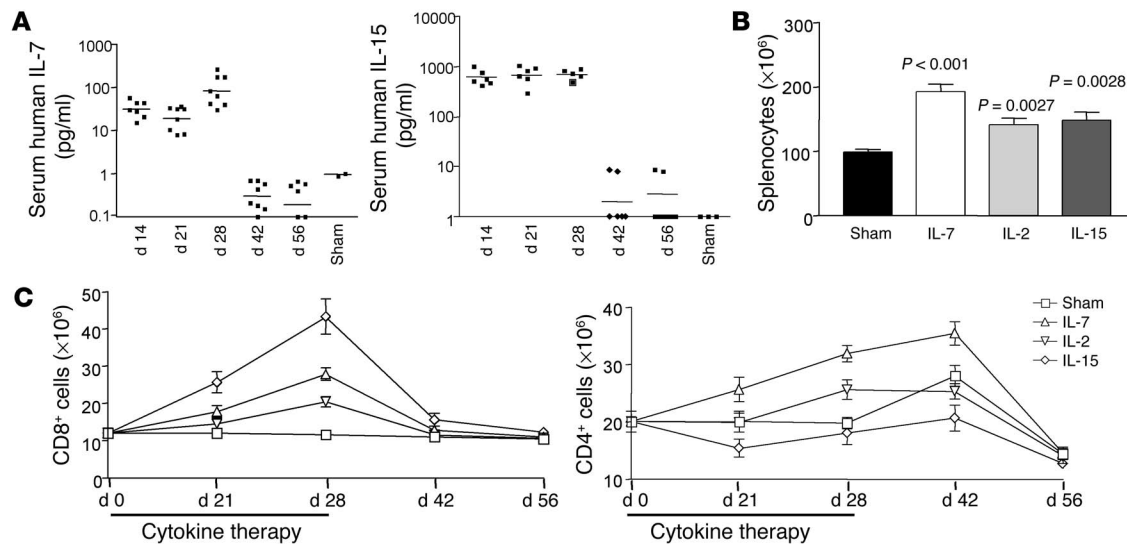 A
Serum human IL-7
(pg/ml)
1000
100
10
1
0.1
d 14
d 21
d 28
d 42
d 56
Sham
Serum human IL-15
(pg/ml)
10000
1000
100
10
1
d 14
d 21
d 28
d 42
d 56
Sham
B
Splenocytes (×10⁶)
300
200
100
0
P < 0.001
P = 0.0027
P = 0.0028
Sham
IL-7
IL-2
IL-15
C
CD8⁺ cells (×10⁶)
50
40
30
20
10
0
d 0
d 21
d 28
d 42
d 56
Cytokine therapy
CD4⁺ cells (×10⁶)
40
30
20
10
d 0
d 21
d 28
d 42
d 56
Cytokine therapy
Sham
IL-7
IL-2
IL-15